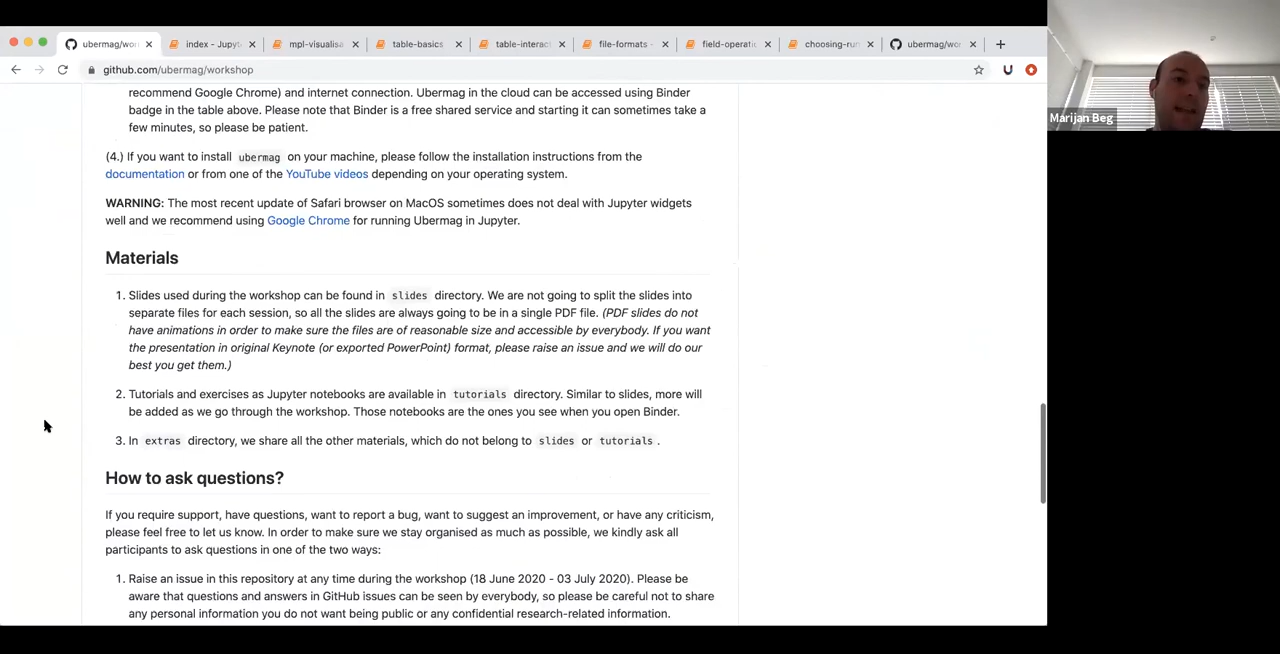 ubermag/wor
index - Jupyt
mpl-visualisa
table-basics
table-interact
file-formats -
field-operatio
choosing-run
ubermag/wor
github.com/ubermag/workshop
Marijan Beg
recommend Google Chrome) and internet connection. Ubermag in the cloud can be accessed using Binder
badge in the table above. Please note that Binder is a free shared service. Starting it can sometimes take a
few minutes, so please be patient.
(4.) If you want to install ubermag on your machine, please follow the installation instructions from the
documentation or from one of the YouTube videos depending on your operating system.
WARNING: The most recent update of Safari browser on MacOS sometimes does not deal with Jupyter widgets
well and we recommend using Google Chrome for running Ubermag in Jupyter.
Materials
1. Slides used during the workshop can be found in slides directory. We are not going to split the slides into
separate files for each session, so all the slides are always going to be in a single PDF file. (PDF slides do not
have animations in order to make sure the files are of reasonable size and accessible by everybody. If you want
the presentation in original Keynote (or exported PowerPoint) format, please raise an issue and we will do our
best you get them.)
2. Tutorials and exercises as Jupyter notebooks are available in tutorials directory. Similar to slides, more will
be added as we go through the workshop. Those notebooks are the ones you see when you open Binder.
3. In extras directory, we share all the other materials, which do not belong to slides or tutorials .
How to ask questions?
If you require support, have questions, want to report a bug, want to suggest an improvement, or have any criticism,
please feel free to let us know. In order to make sure we stay organised as much as possible, we kindly ask all
participants to ask questions in one of the two ways:
1. Raise an issue in this repository at any time during the workshop (18 June 2020 - 03 July 2020). Please be
aware that questions and answers in GitHub issues can be seen by everybody, so please be careful not to share
any personal information you do not want being public or any confidential research-related information.